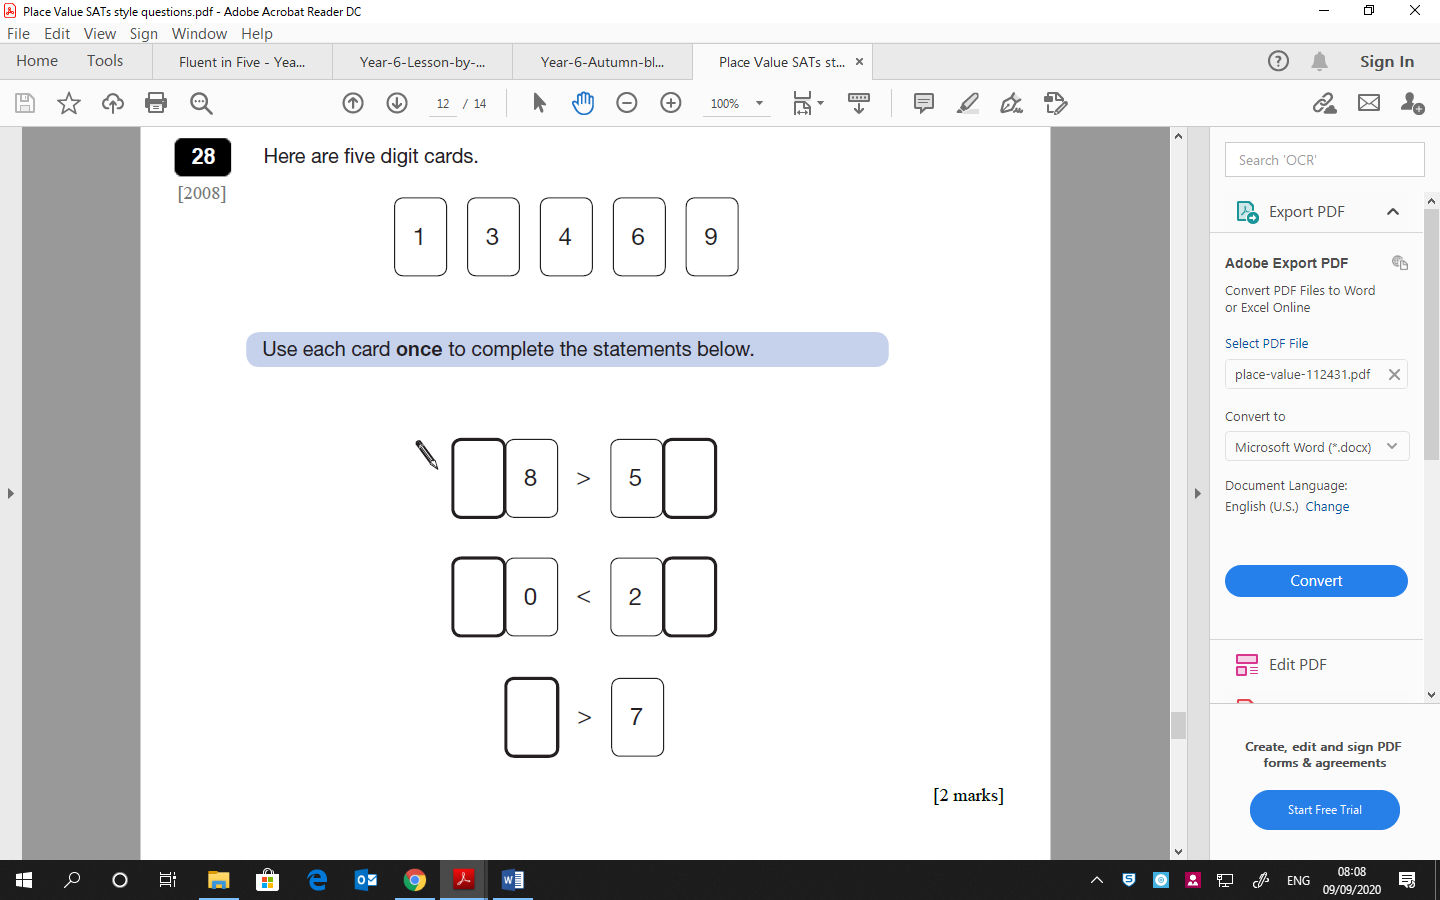 Place Value SATs style questions.pdf - Adobe Acrobat Reader DC
File Edit View Sign Window Help
Home Tools Fluent in Five - Yea... Year-6-Lesson-by-... Year-6-Autumn-bl... Place Value SATs st... × Sign In
12 / 14 100%
28 Here are five digit cards.
[2008]
1 3 4 6 9
Use each card once to complete the statements below.
8 > 5
0 < 2
> 7
[2 marks]
Search 'OCR'
Export PDF
Adobe Export PDF
Convert PDF Files to Word
or Excel Online
Select PDF File
place-value-112431.pdf
Convert to
Microsoft Word (*.docx)
Document Language:
English (U.S.) Change
Convert
Edit PDF
Create, edit and sign PDF
forms & agreements
Start Free Trial
ENG
08:08
09/09/2020